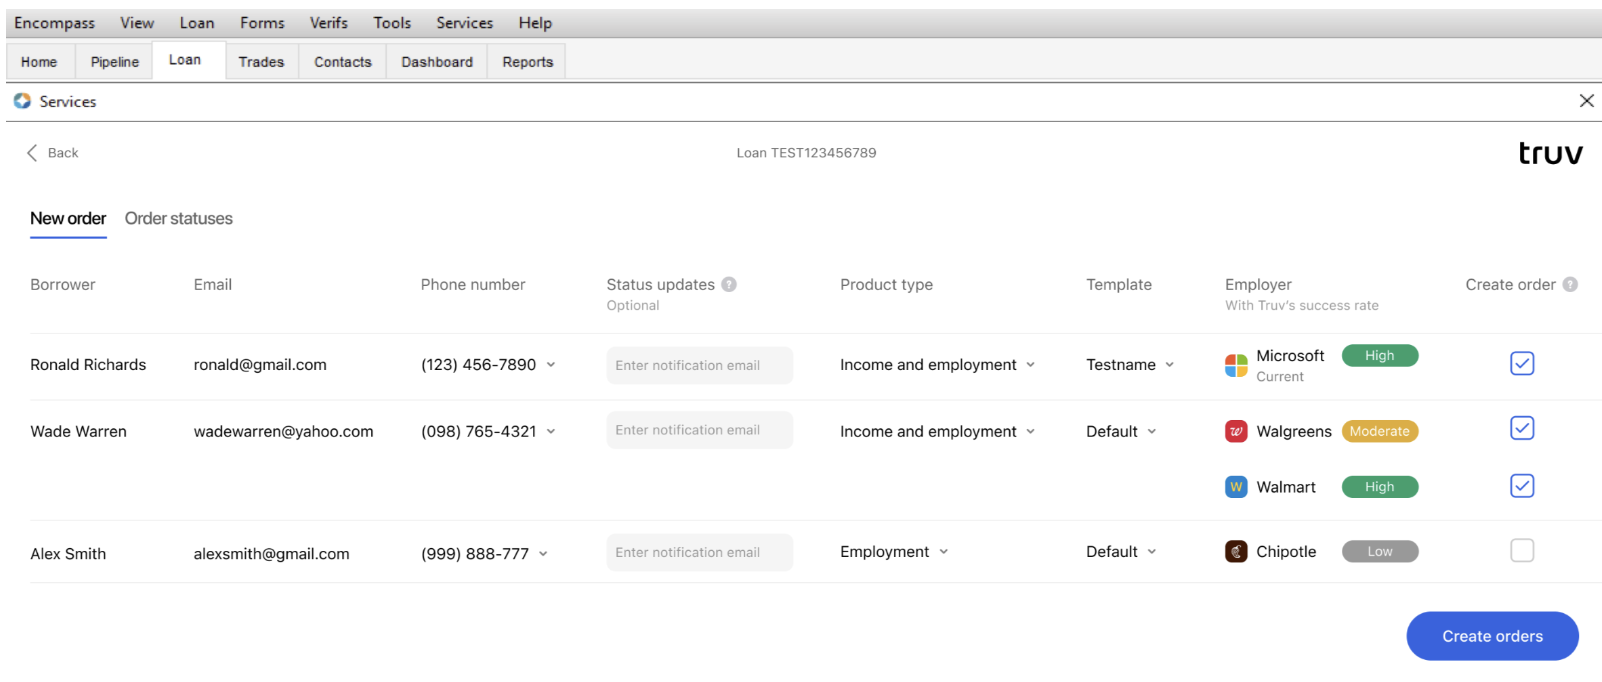 Encompass View Loan Forms Verifs Tools Services Help
Home Pipeline Loan Trades Contacts Dashboard Reports
Services
Back Loan TEST123456789 truv
New order Order statuses
Borrower Email Phone number Status updates ? Product type Template Employer Create order ?
Optional With Truv's success rate
Ronald Richards ronald@gmail.com (123) 456-7890 Enter notification email Income and employment Testname Microsoft High
Current
Wade Warren wadewarren@yahoo.com (098) 765-4321 Enter notification email Income and employment Default W Walgreens Moderate
W Walmart High
Alex Smith alexsmith@gmail.com (999) 888-777 Enter notification email Employment Default Chipotle Low
Create orders